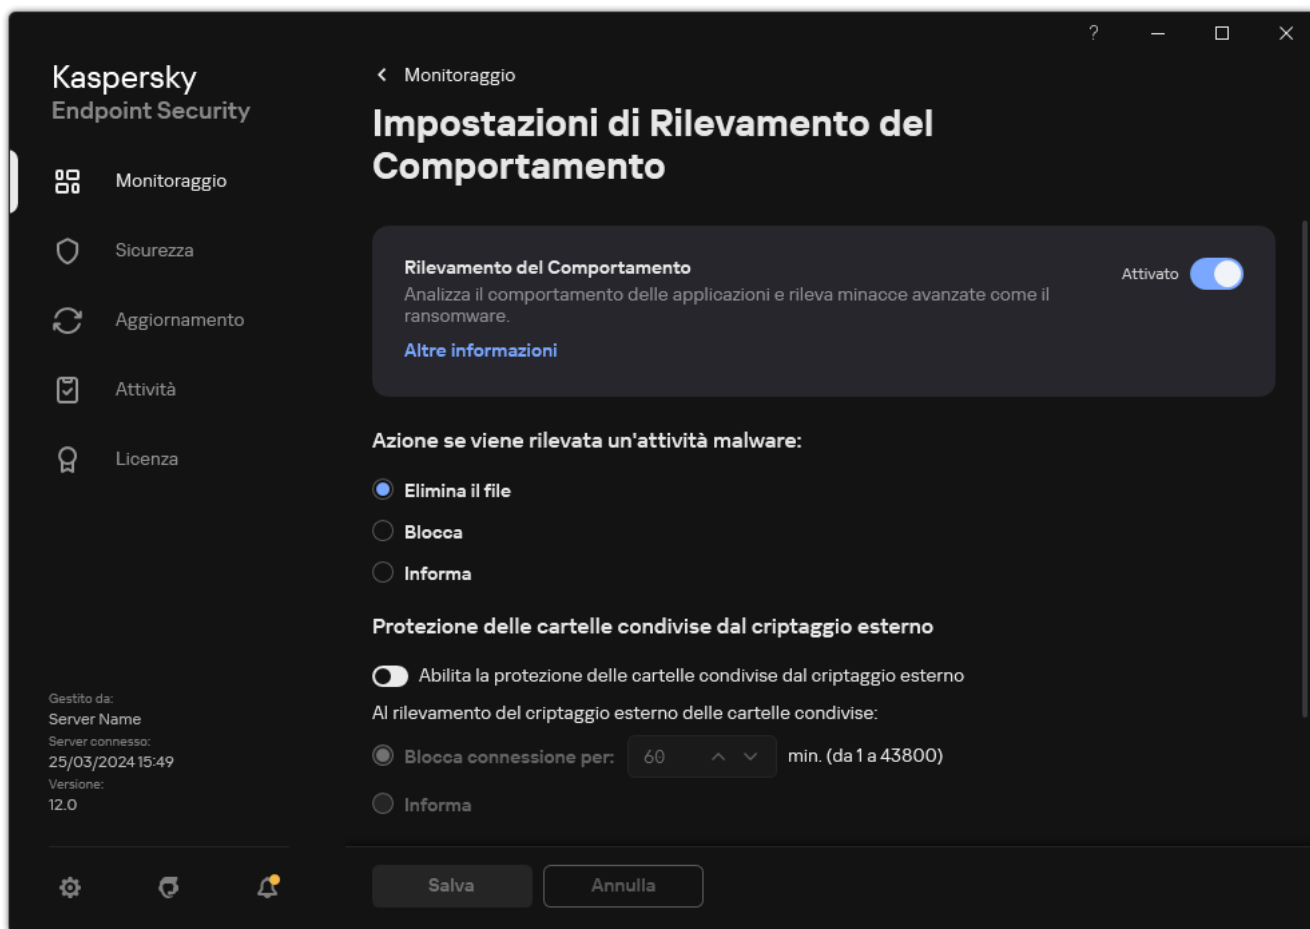 ?
Kaspersky
Endpoint Security
Monitoraggio
Sicurezza
Aggiornamento
Attività
Licenza
Gestito da:
Server Name
Server connesso:
25/03/2024 15:49
Versione:
12.0
Monitoraggio
Impostazioni di Rilevamento del
Comportamento
Rilevamento del Comportamento
Attivato
Analizza il comportamento delle applicazioni e rileva minacce avanzate come il
ransomware.
Altre informazioni
Azione se viene rilevata un'attività malware:
Elimina il file
Blocca
Informa
Protezione delle cartelle condivise dal criptaggio esterno
Abilita la protezione delle cartelle condivise dal criptaggio esterno
Al rilevamento del criptaggio esterno delle cartelle condivise:
Blocca connessione per: 60 min. (da 1 a 43800)
Informa
Salva Annulla